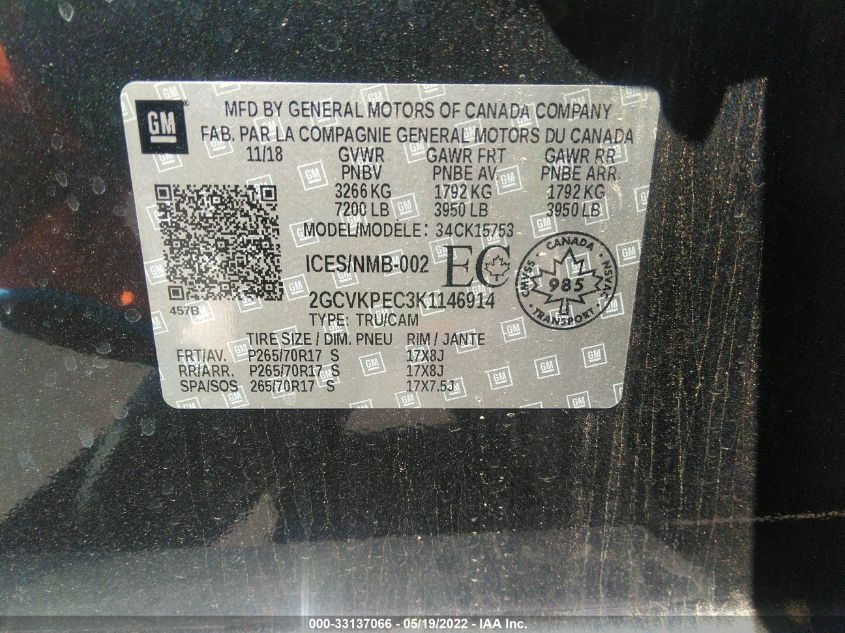 GM
MFD BY GENERAL MOTORS OF CANADA COMPANY
FAB. PAR LA COMPAGNIE GENERAL MOTORS DU CANADA
11/18 GVWR GAWR FRT GAWR RR
PNBV PNBE AV. PNBE ARR.
3266 KG 1792 KG 1792 KG
7200 LB 3950 LB 3950 LB
MODEL/MODÈLE: 34CK15753
ICES/NMB-002 EC
457B
2GCVKPEC3K1146914
TYPE: TRU/CAM
CANADA
CMVSS 985 NSVAC
TRANSPORT
TIRE SIZE / DIM. PNEU RIM / JANTE
FRT/AV. P265/70R17 S 17X8J
RR/ARR. P265/70R17 S 17X8J
SPA/SOS 265/70R17 S 17X7.5J
000-33137066 - 05/19/2022 - IAA Inc.